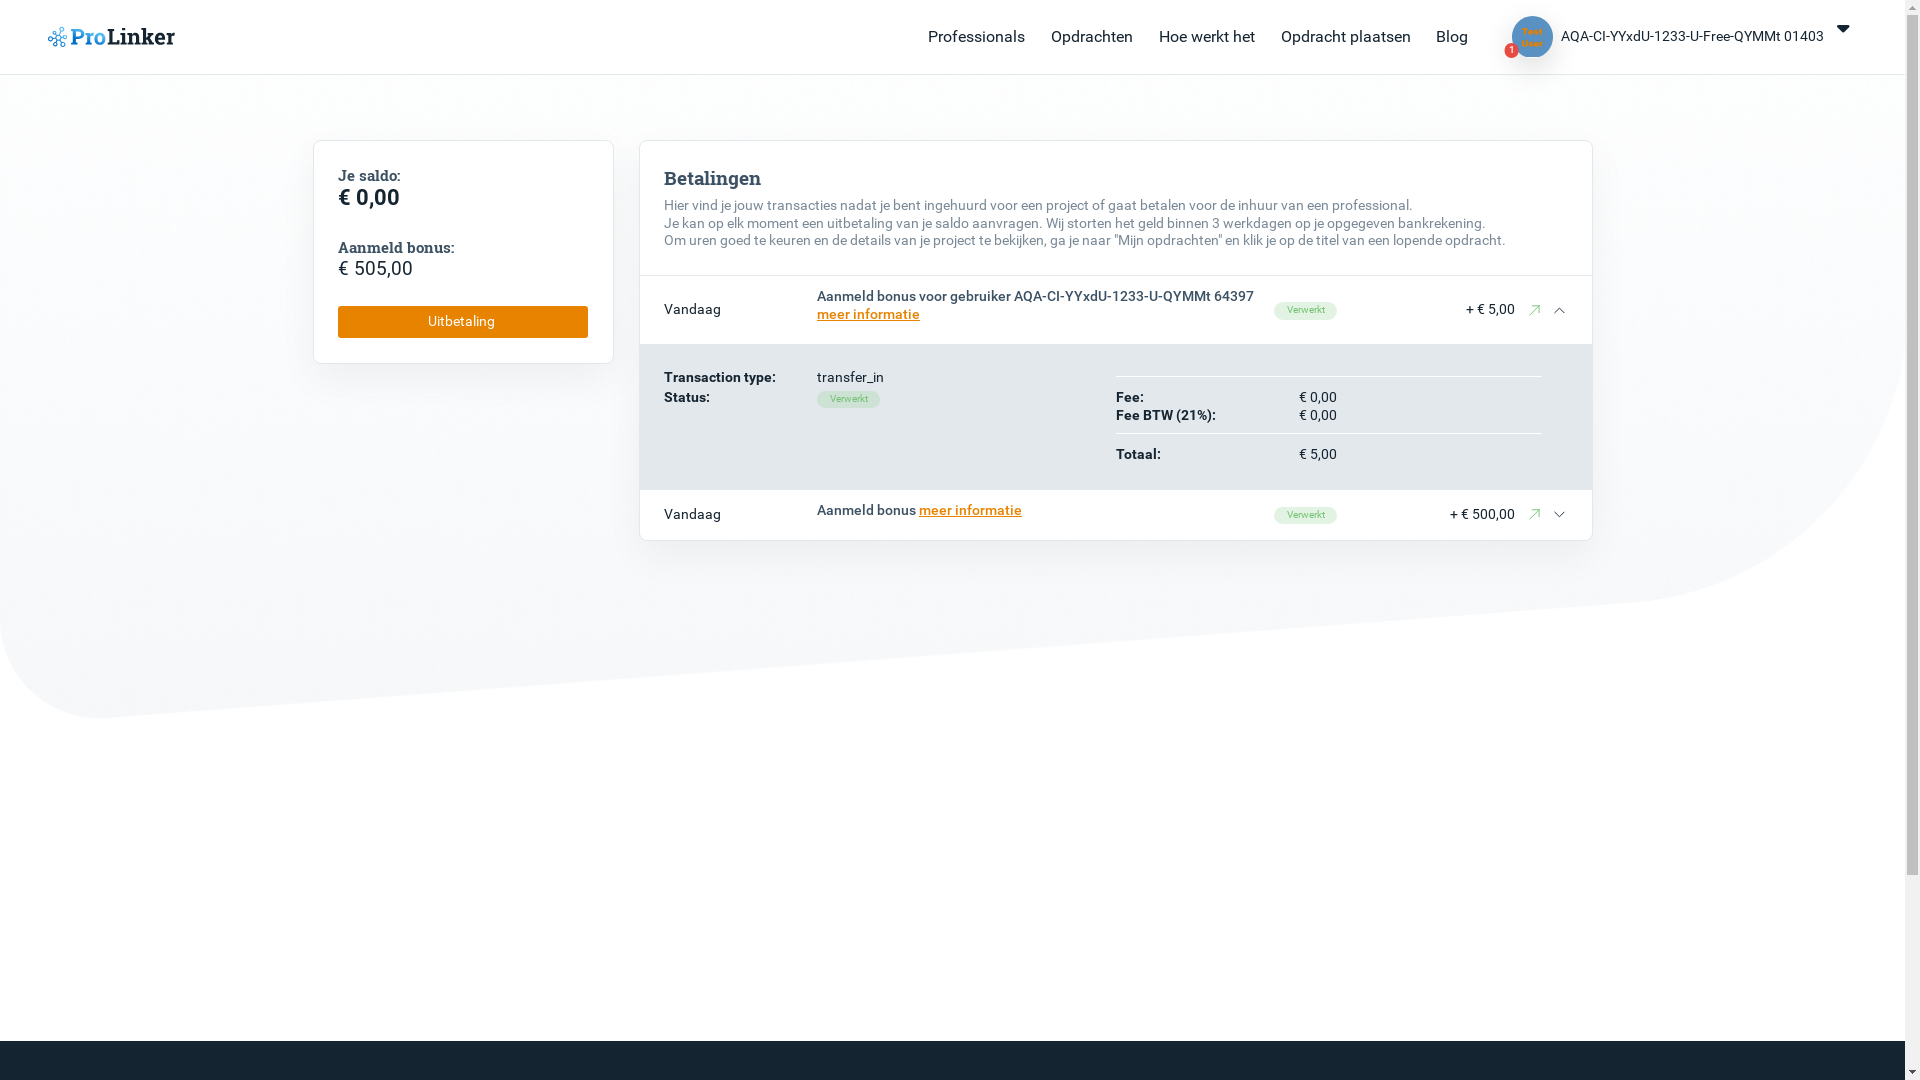 ProLinker
Professionals Opdrachten Hoe werkt het Opdracht plaatsen Blog
Test User
1
AQA-CI-YYxdU-1233-U-Free-QYMMt 01403
Je saldo:
€ 0,00
Aanmeld bonus:
€ 505,00
Uitbetaling
Betalingen
Hier vind je jouw transacties nadat je bent ingehuurd voor een project of gaat betalen voor de inhuur van een professional.
Je kan op elk moment een uitbetaling van je saldo aanvragen. Wij storten het geld binnen 3 werkdagen op je opgegeven bankrekening.
Om uren goed te keuren en de details van je project te bekijken, ga je naar "Mijn opdrachten" en klik je op de titel van een lopende opdracht.
Vandaag
Aanmeld bonus voor gebruiker AQA-CI-YYxdU-1233-U-QYMMt 64397
meer informatie
Verwerkt
+ € 5,00
Transaction type: transfer_in
Status: Verwerkt
Fee: € 0,00
Fee BTW (21%): € 0,00
Totaal: € 5,00
Vandaag
Aanmeld bonus meer informatie
Verwerkt
+ € 500,00